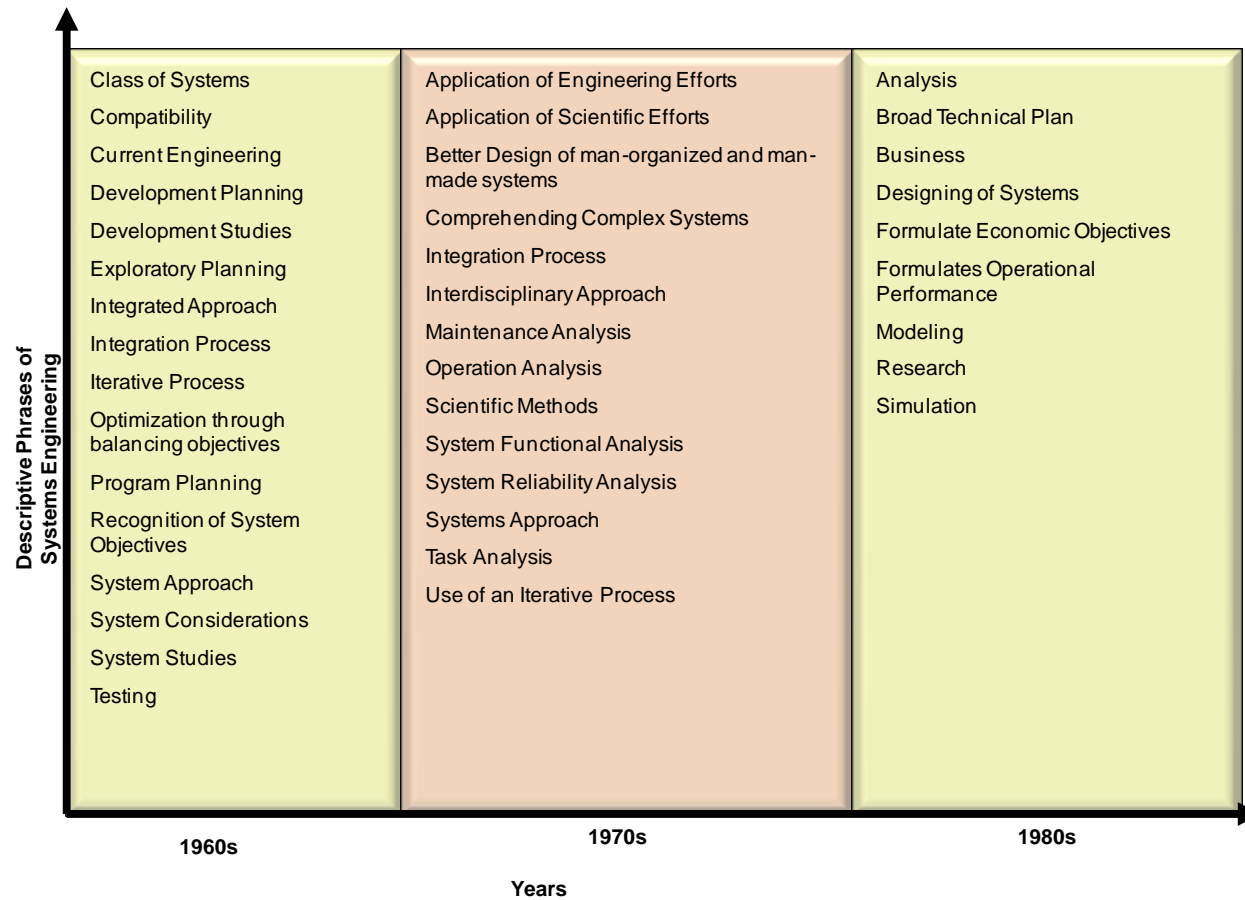 Descriptive Phrases of
Systems Engineering
Class of Systems
Compatibility
Current Engineering
Development Planning
Development Studies
Exploratory Planning
Integrated Approach
Integration Process
Iterative Process
Optimization through
balancing objectives
Program Planning
Recognition of System
Objectives
System Approach
System Considerations
System Studies
Testing
Application of Engineering Efforts
Application of Scientific Efforts
Better Design of man-organized and man-
made systems
Comprehending Complex Systems
Integration Process
Interdisciplinary Approach
Maintenance Analysis
Operation Analysis
Scientific Methods
System Functional Analysis
System Reliability Analysis
Systems Approach
Task Analysis
Use of an Iterative Process
Analysis
Broad Technical Plan
Business
Designing of Systems
Formulate Economic Objectives
Formulates Operational
Performance
Modeling
Research
Simulation
1960s
1970s
1980s
Years